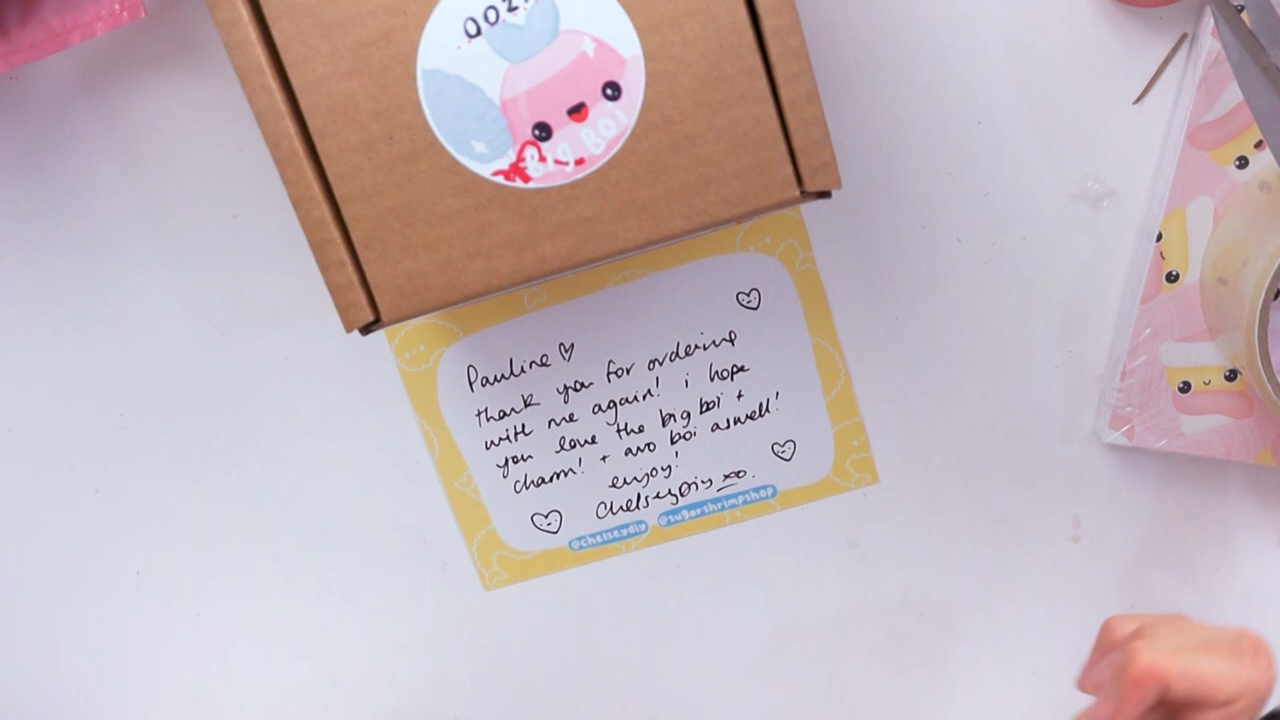 BIG BOI
Pauline ♡
thank you for ordering
with me again! i hope
you love the big boi +
charm! + avo boi aswell!
enjoy!
ChelseyDiy xo.
@chelseydiy @sugarshrimpshop